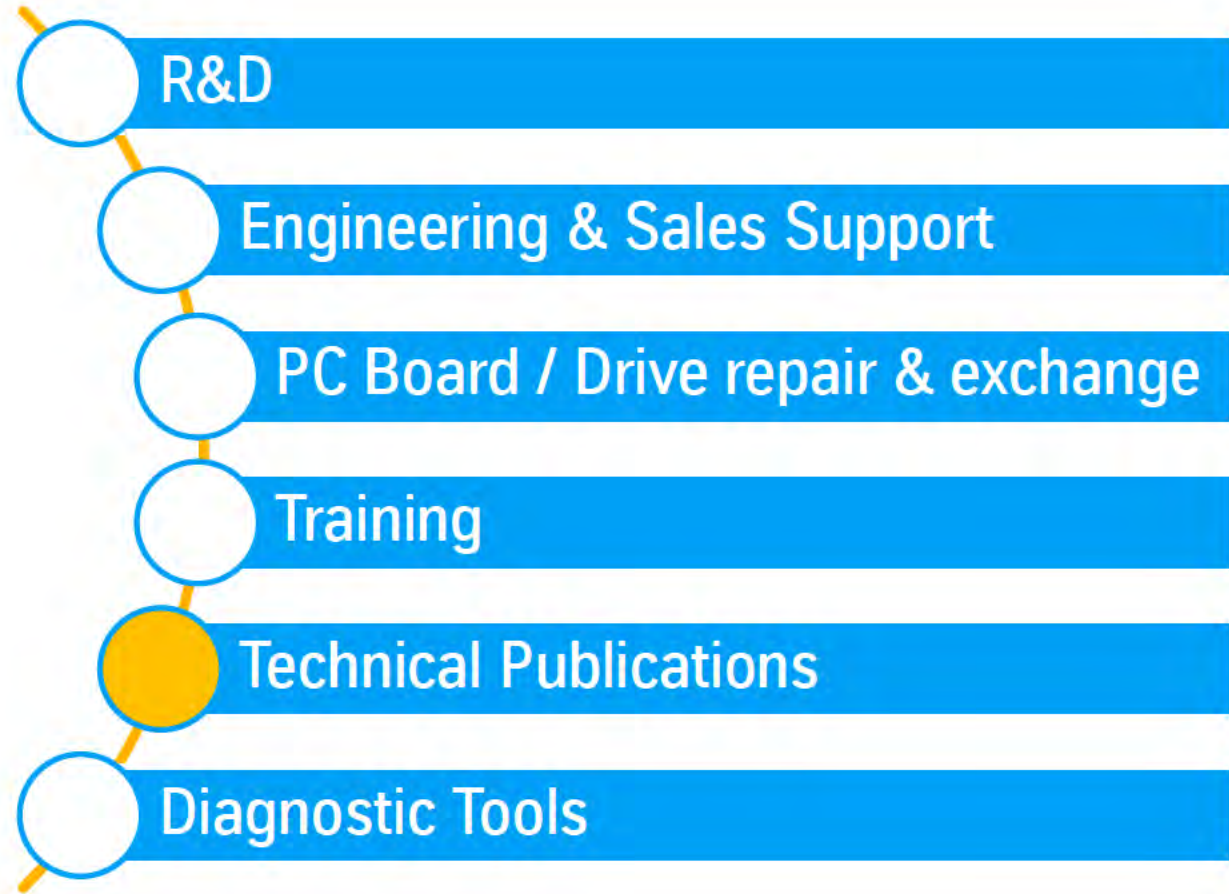 R&D
Engineering & Sales Support
PC Board / Drive repair & exchange
Training
Technical Publications
Diagnostic Tools